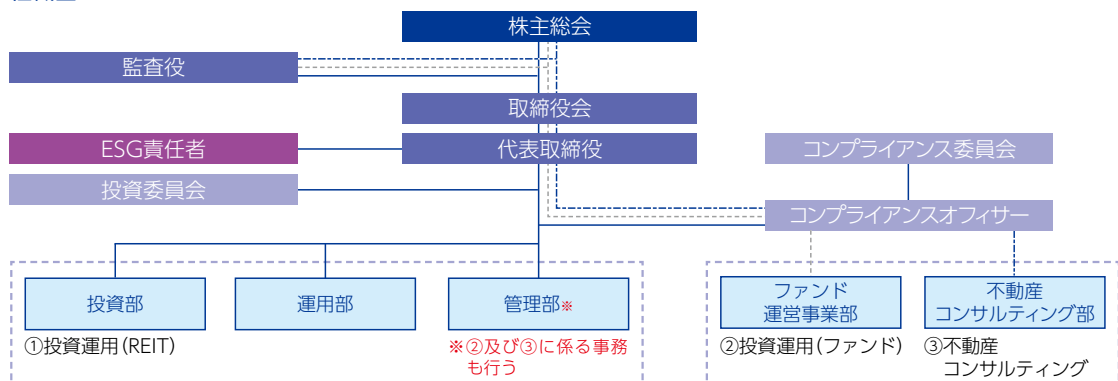 株主総会
監査役
取締役会
ESG責任者
代表取締役
コンプライアンス委員会
投資委員会
コンプライアンスオフィサー
投資部
運用部
管理部※
ファンド
運営事業部
不動産
コンサルティング部
①投資運用(REIT)
※②及び③に係る事務
も行う
②投資運用(ファンド)
③不動産
コンサルティング